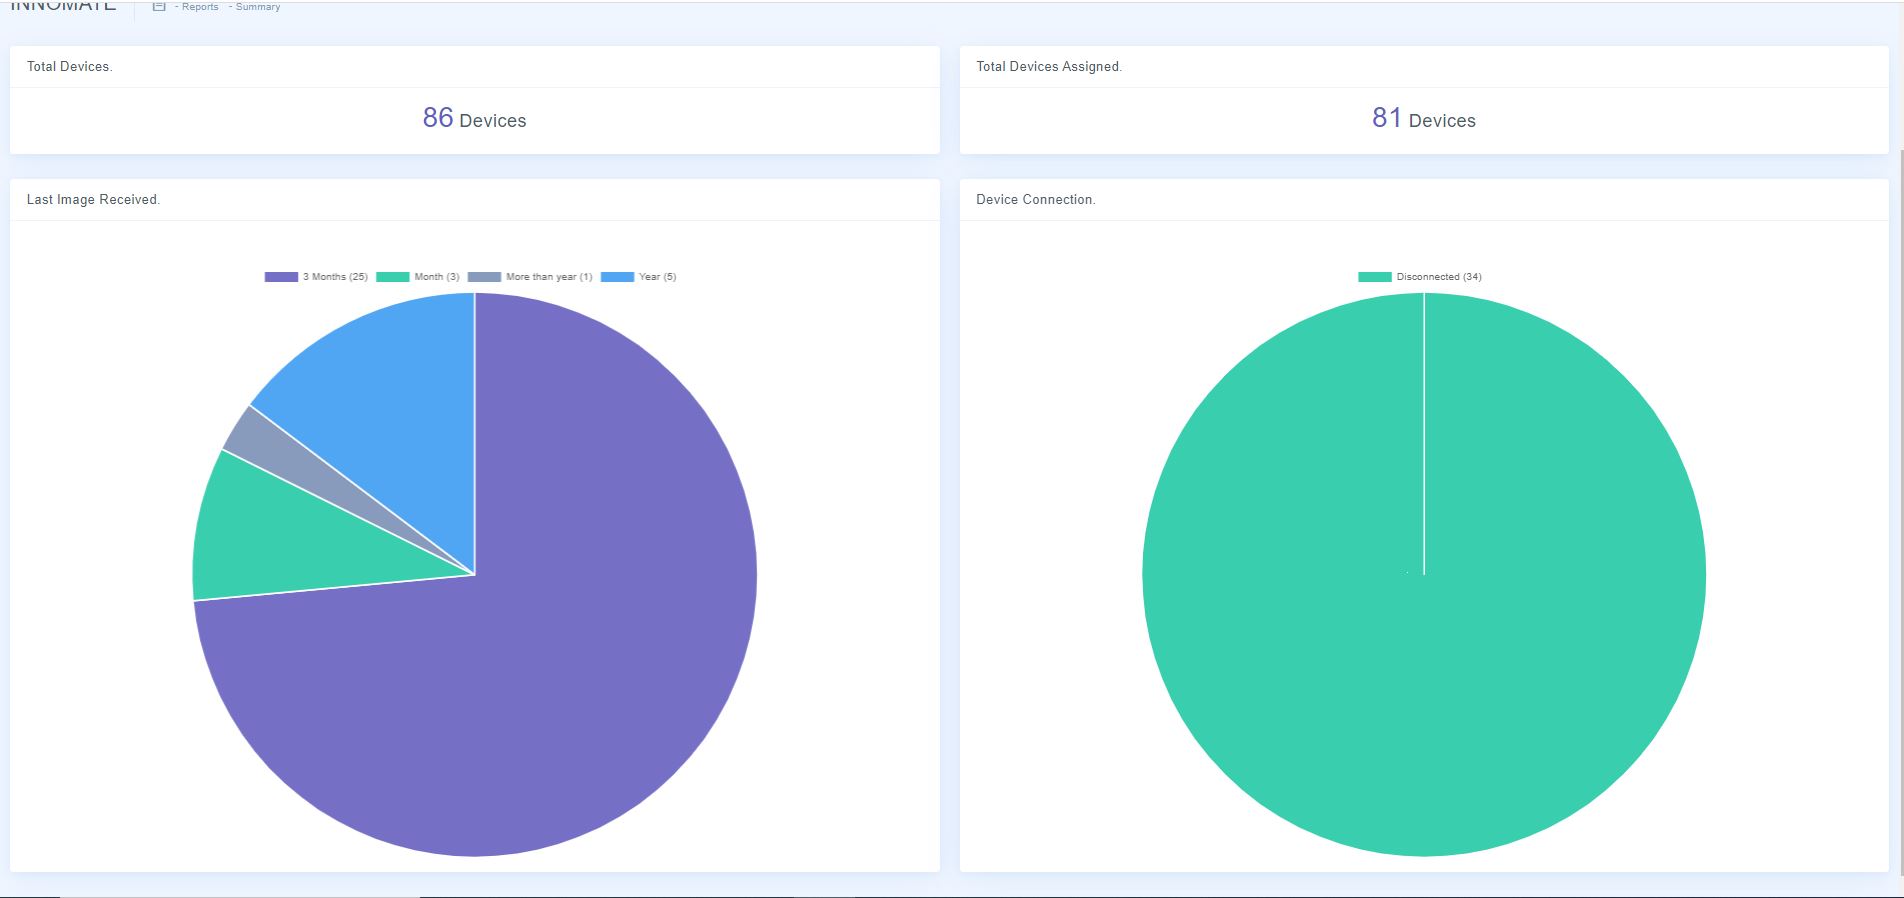 INNOMATE - Reports - Summary
Total Devices.
86 Devices
Total Devices Assigned.
81 Devices
Last Image Received.
3 Months (25) Month (3) More than year (1) Year (5)
Device Connection.
Disconnected (34)